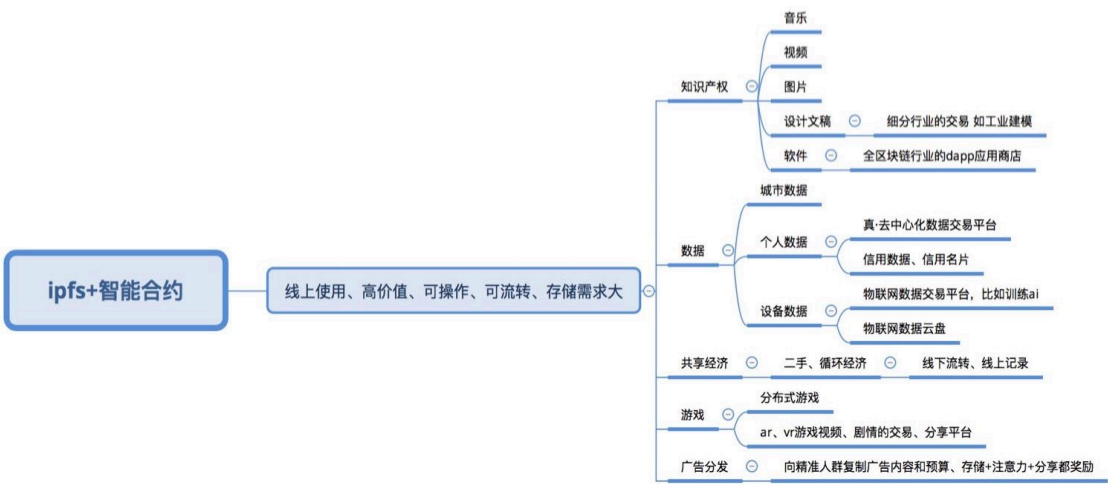 ipfs+智能合约
线上使用、高价值、可操作、可流转、存储需求大
知识产权
音乐
视频
图片
设计文稿
细分行业的交易 如工业建模
软件
全区块链行业的dapp应用商店
数据
城市数据
个人数据
真·去中心化数据交易平台
信用数据、信用名片
设备数据
物联网数据交易平台，比如训练ai
物联网数据云盘
共享经济
二手、循环经济
线下流转、线上记录
游戏
分布式游戏
ar、vr游戏视频、剧情的交易、分享平台
广告分发
向精准人群复制广告内容和预算、存储+注意力+分享都奖励